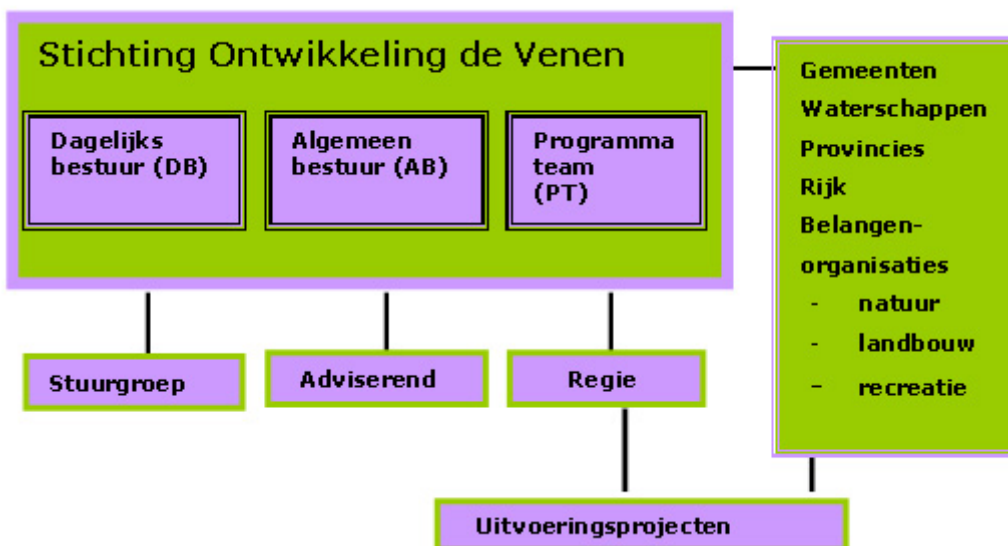 Stichting Ontwikkeling de Venen
Dagelijks
bestuur (DB)
Algemeen
bestuur (AB)
Programma
team
(PT)
Gemeenten
Waterschappen
Provincies
Rijk
Belangen-
organisaties
- natuur
- landbouw
- recreatie
Stuurgroep
Adviserend
Regie
Uitvoeringsprojecten